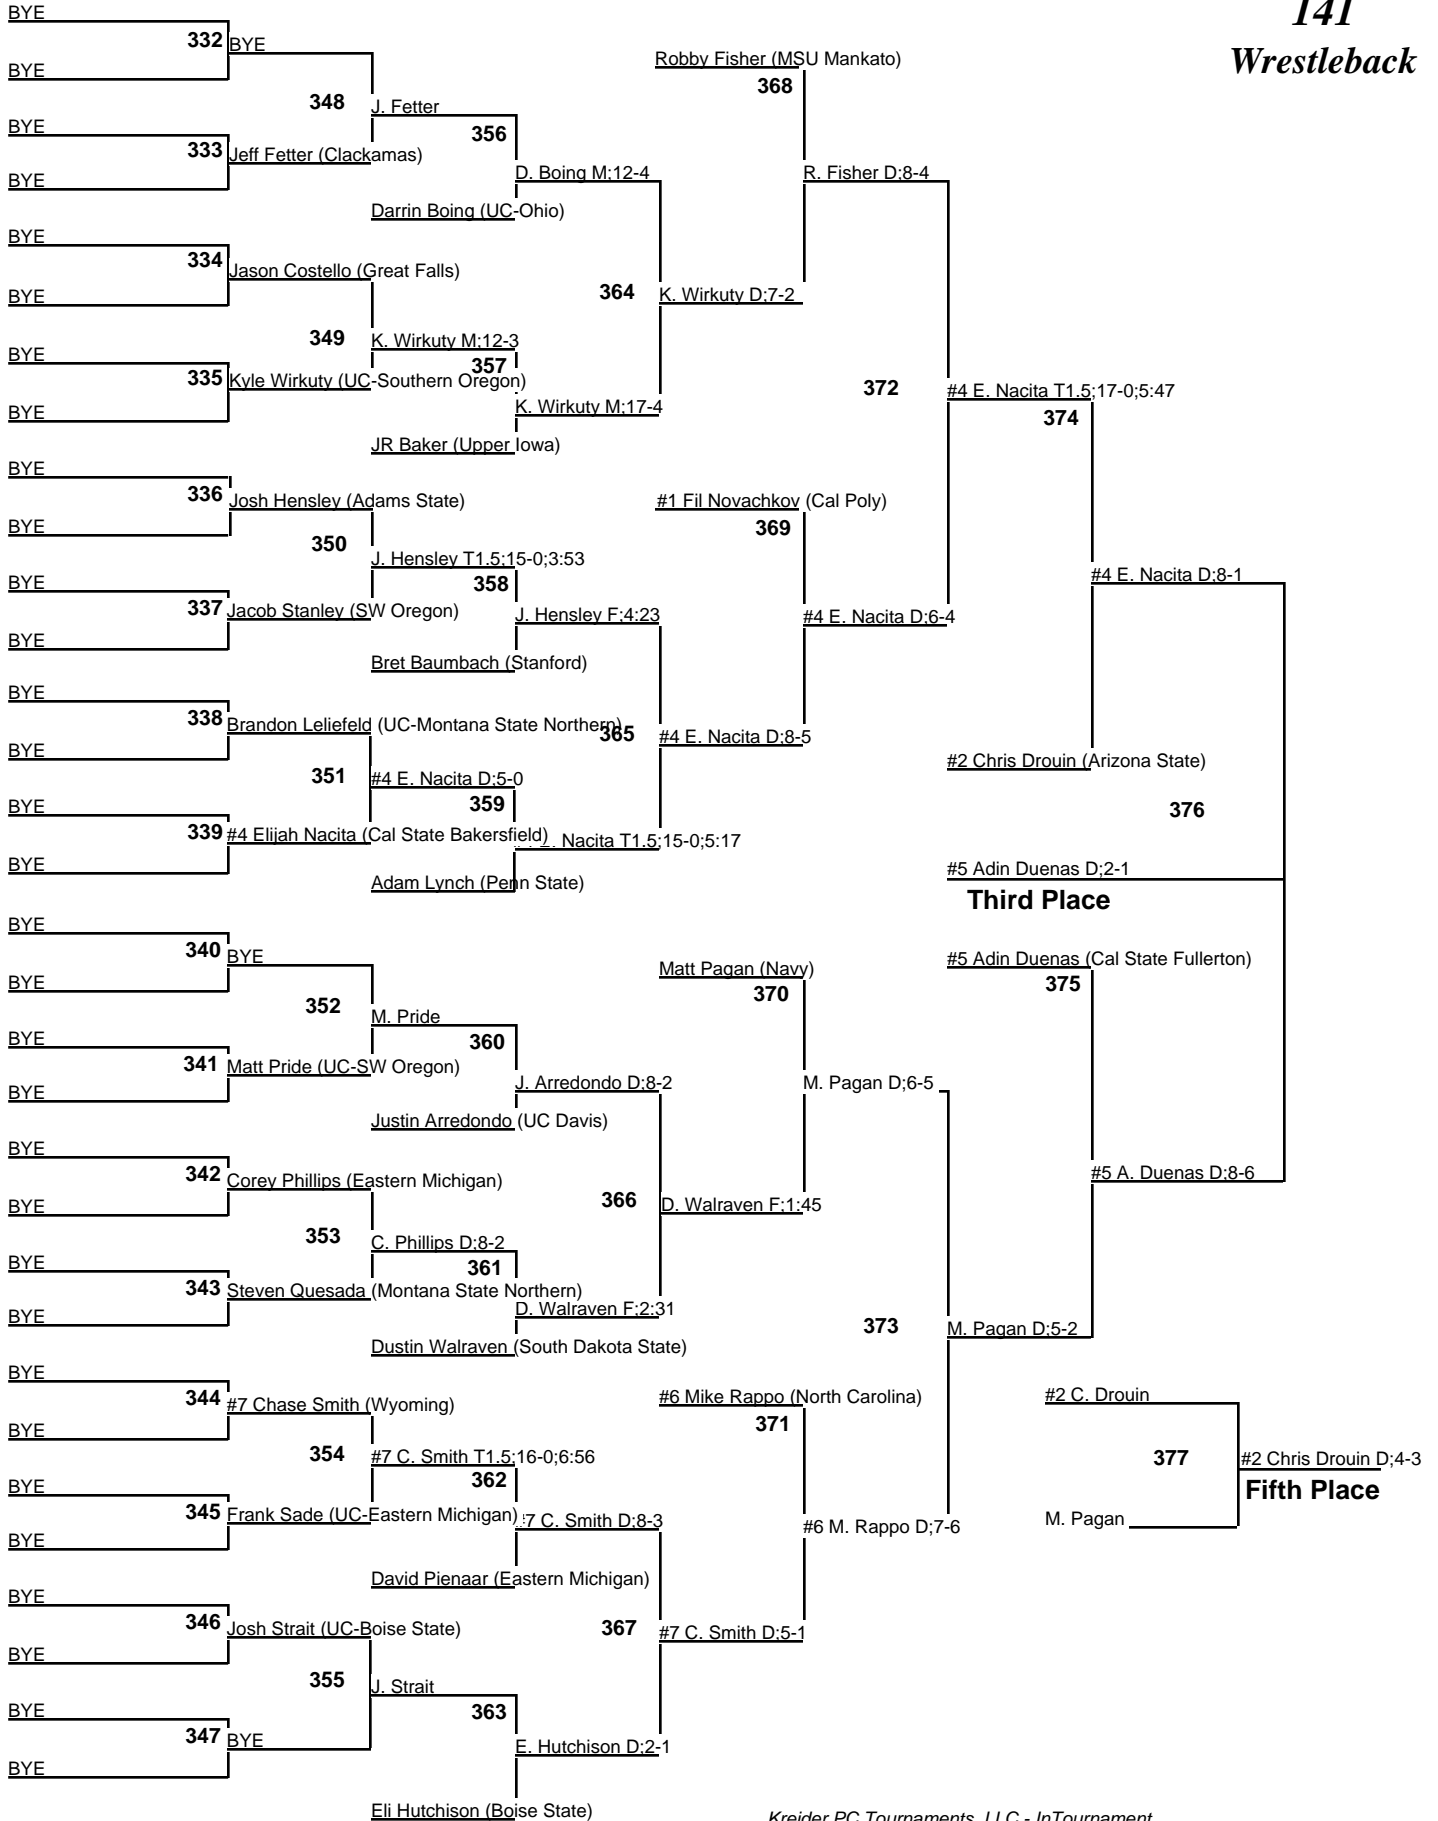 141
Wrestleback
BYE
332
BYE
BYE
348
J. Fetter
BYE
333
Jeff Fetter (Clackamas)
BYE
356
D. Boing M;12-4
Darrin Boing (UC-Ohio)
BYE
334
Jason Costello (Great Falls)
BYE
349
K. Wirkuty M;12-3
BYE
335
Kyle Wirkuty (UC-Southern Oregon)
BYE
357
K. Wirkuty M;17-4
JR Baker (Upper Iowa)
364
K. Wirkuty D;7-2
Robby Fisher (MSU Mankato)
368
R. Fisher D;8-4
BYE
336
Josh Hensley (Adams State)
BYE
350
J. Hensley T1.5;15-0;3:53
BYE
337
Jacob Stanley (SW Oregon)
BYE
358
J. Hensley F;4:23
Bret Baumbach (Stanford)
BYE
338
Brandon Leliefeld (UC-Montana State Northern)
BYE
351
#4 E. Nacita D;5-0
BYE
339
#4 Elijah Nacita (Cal State Bakersfield)
BYE
359
Nacita T1.5;15-0;5:17
Adam Lynch (Penn State)
365
#4 E. Nacita D;8-5
#1 Fil Novachkov (Cal Poly)
369
#4 E. Nacita D;6-4
372
#4 E. Nacita T1.5;17-0;5:47
374
#4 E. Nacita D;8-1
#2 Chris Drouin (Arizona State)
376
#5 Adin Duenas D;2-1
Third Place
BYE
340
BYE
BYE
352
M. Pride
BYE
341
Matt Pride (UC-SW Oregon)
BYE
360
J. Arredondo D;8-2
Justin Arredondo (UC Davis)
BYE
342
Corey Phillips (Eastern Michigan)
BYE
353
C. Phillips D;8-2
BYE
343
Steven Quesada (Montana State Northern)
BYE
361
D. Walraven F;2:31
Dustin Walraven (South Dakota State)
366
D. Walraven F;1:45
Matt Pagan (Navy)
370
M. Pagan D;6-5
#5 Adin Duenas (Cal State Fullerton)
375
#5 A. Duenas D;8-6
373
M. Pagan D;5-2
BYE
344
#7 Chase Smith (Wyoming)
BYE
354
#7 C. Smith T1.5;16-0;6:56
BYE
345
Frank Sade (UC-Eastern Michigan)
BYE
362
#7 C. Smith D;8-3
David Pienaar (Eastern Michigan)
BYE
346
Josh Strait (UC-Boise State)
BYE
355
J. Strait
BYE
347
BYE
BYE
363
E. Hutchison D;2-1
Eli Hutchison (Boise State)
367
#7 C. Smith D;5-1
#6 Mike Rappo (North Carolina)
371
#6 M. Rappo D;7-6
#2 C. Drouin
377
#2 Chris Drouin D;4-3
Fifth Place
M. Pagan
Kreider PC Tournaments, LLC - InTournament